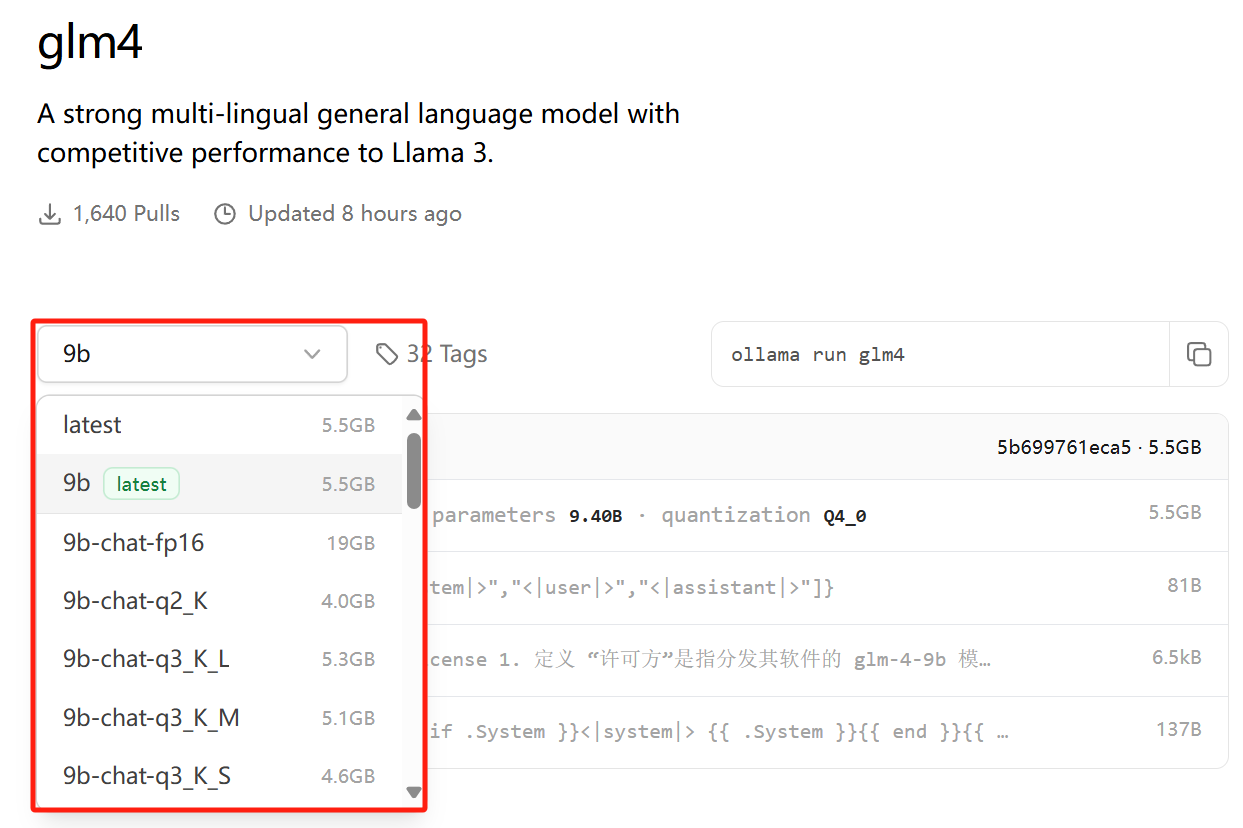 glm4
A strong multi-lingual general language model with
competitive performance to Llama 3.
1,640 Pulls Updated 8 hours ago
9b 32 Tags ollama run glm4
latest 5.5GB
5b699761eca5 · 5.5GB
9b latest 5.5GB
parameters 9.40B · quantization Q4_0 5.5GB
9b-chat-fp16 19GB
tem|>","<|user|>","<|assistant|>"]} 81B
9b-chat-q2_K 4.0GB
9b-chat-q3_K_L 5.3GB
cense 1. 定义 “许可方”是指分发其软件的 glm-4-9b 模… 6.5kB
9b-chat-q3_K_M 5.1GB
if .System }}<|system|> {{ .System }}{{ end }}{{ … 137B
9b-chat-q3_K_S 4.6GB